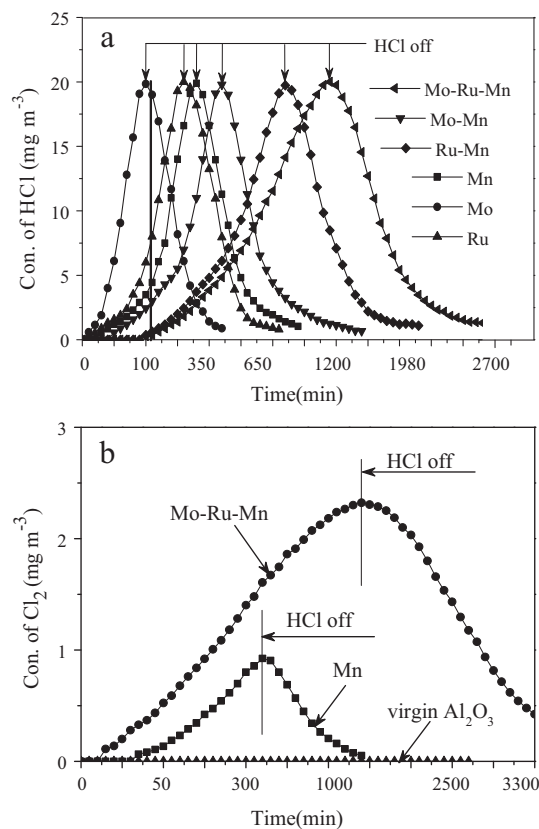 a
HCl off
Mo-Ru-Mn
Mo-Mn
Ru-Mn
Mn
Mo
Ru
Con. of HCl (mg m⁻³)
25
20
15
10
5
0
0 100 350 650 1200 1980 2700
Time(min)
b
HCl off
Mo-Ru-Mn
HCl off
Mn
virgin Al₂O₃
Con. of Cl₂ (mg m⁻³)
3
2
1
0
0 50 300 1000 2500 3300
Time(min)